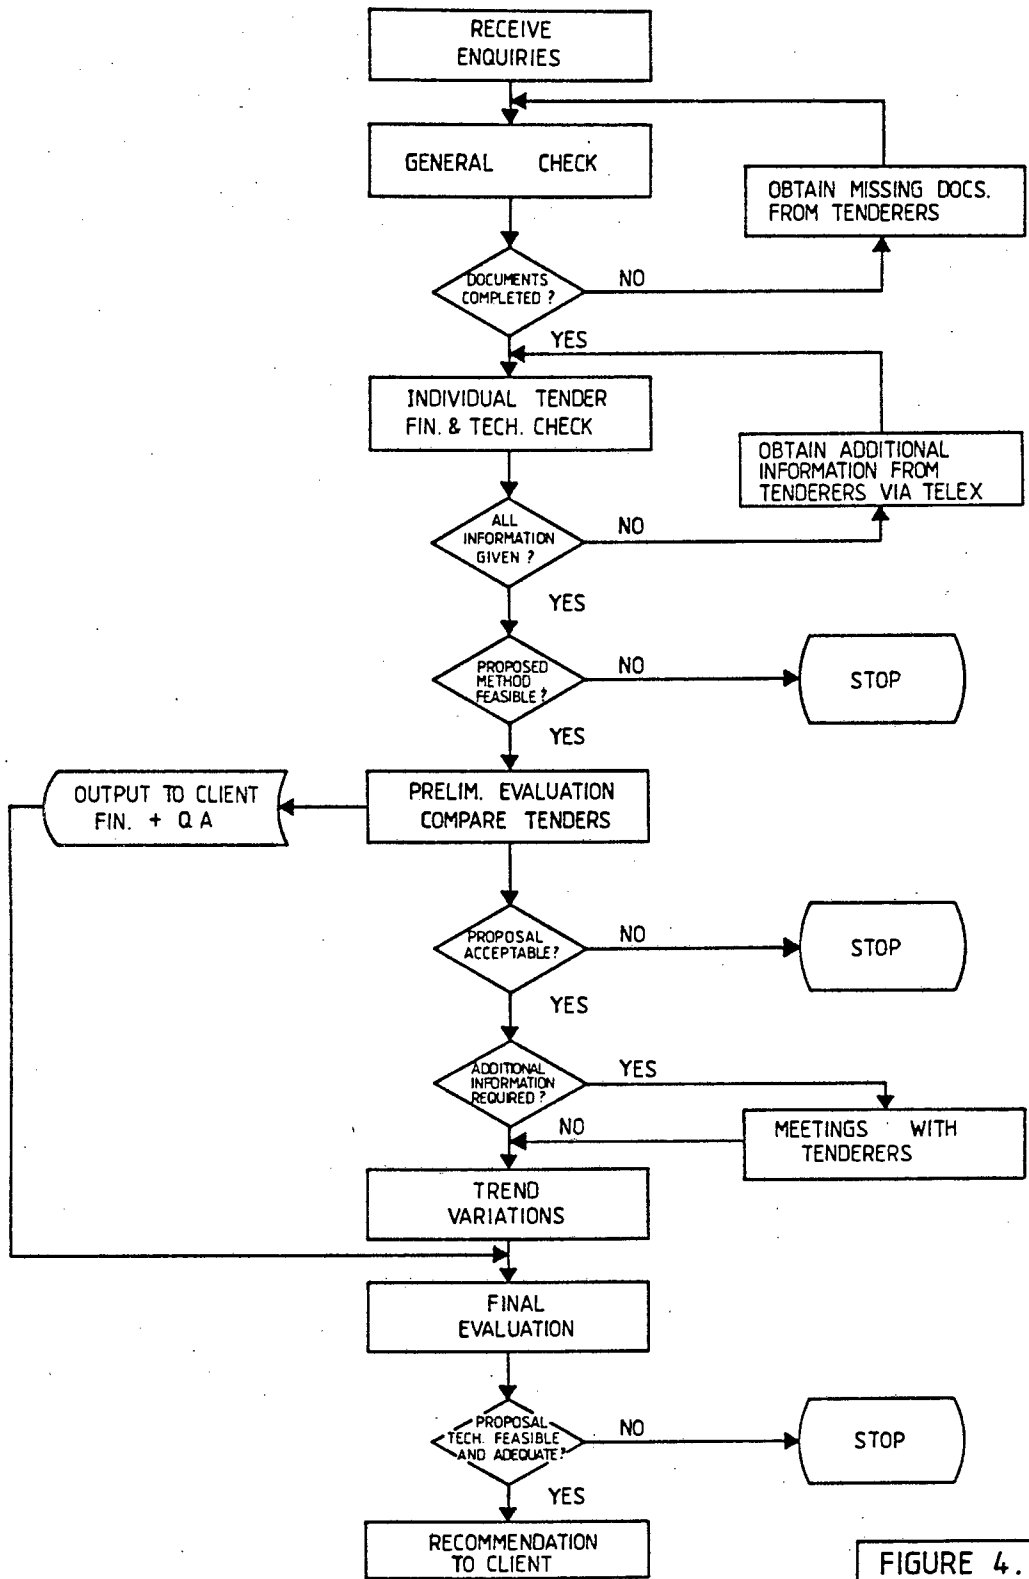 RECEIVE
ENQUIRIES
GENERAL CHECK
OBTAIN MISSING DOCS.
FROM TENDERERS
DOCUMENTS
COMPLETED ?
NO
YES
INDIVIDUAL TENDER
FIN. & TECH. CHECK
OBTAIN ADDITIONAL
INFORMATION FROM
TENDERERS VIA TELEX
ALL
INFORMATION
GIVEN ?
NO
YES
PROPOSED
METHOD
FEASIBLE ?
NO
STOP
YES
OUTPUT TO CLIENT
FIN. + QA
PRELIM. EVALUATION
COMPARE TENDERS
PROPOSAL
ACCEPTABLE?
NO
STOP
YES
ADDITIONAL
INFORMATION
REQUIRED ?
YES
NO
MEETINGS WITH
TENDERERS
TREND
VARIATIONS
FINAL
EVALUATION
PROPOSAL
TECH. FEASIBLE
AND ADEQUATE?
NO
STOP
YES
RECOMMENDATION
TO CLIENT
FIGURE 4.